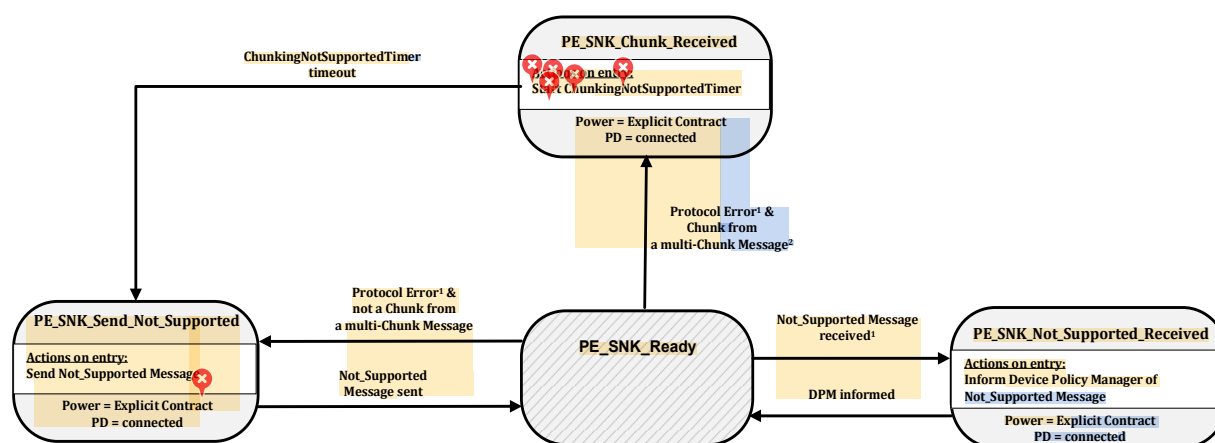 PE_SNK_Chunk_Received
ChunkingNotSupportedTimer
timeout
Actions on entry:
Start ChunkingNotSupportedTimer
Power = Explicit Contract
PD = connected
Protocol Error¹ &
Chunk from
a multi-Chunk Message²
PE_SNK_Send_Not_Supported
Actions on entry:
Send Not_Supported Message
Power = Explicit Contract
PD = connected
Protocol Error¹ &
not a Chunk from
a multi-Chunk Message
Not_Supported
Message sent
PE_SNK_Ready
Not_Supported Message
received¹
DPM informed
PE_SNK_Not_Supported_Received
Actions on entry:
Inform Device Policy Manager of
Not_Supported Message
Power = Explicit Contract
PD = connected